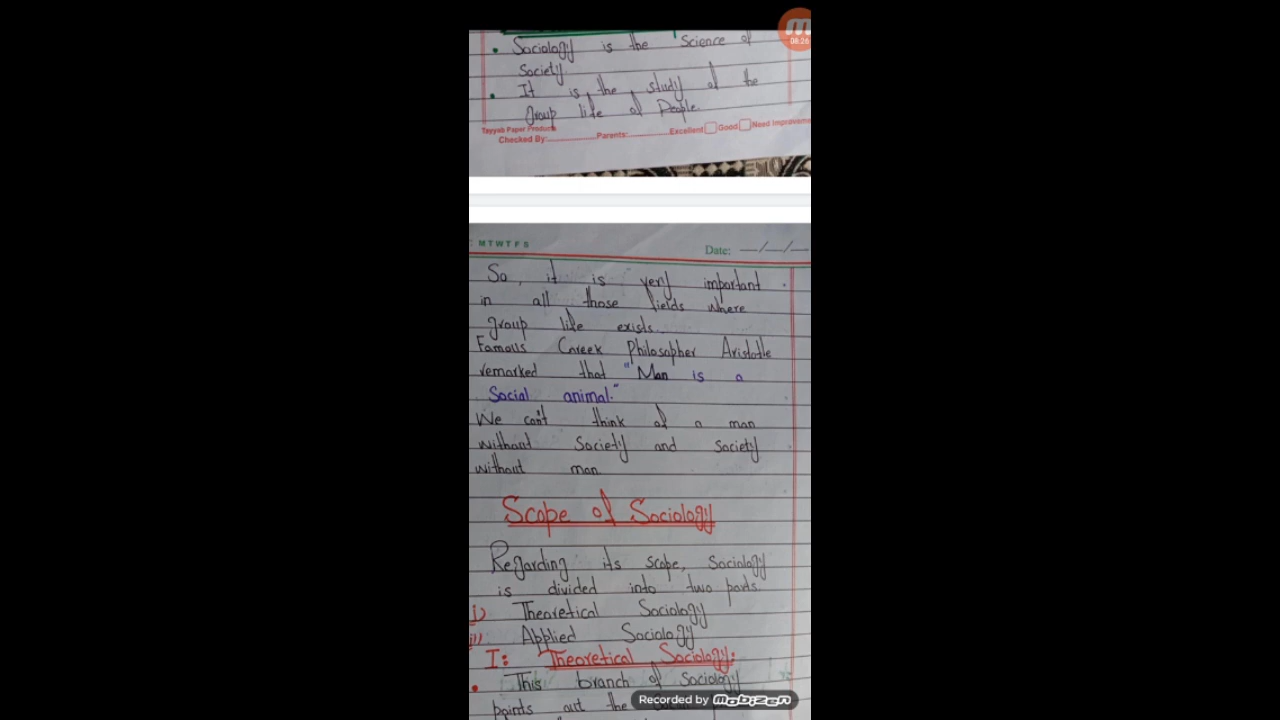 08:26
• Sociology is the Science of
Society
• It is the study of the
group life of People.
Tayyab Paper Products
Checked By: Parents: Excellent Good Need Improveme
: M T W T F S Date: —/—/—
So, it is very important
in all those fields where
group life exists.
Famous Greek Philosopher Aristotle
remarked that "Man is a
Social animal."
We can't think of a man
without Society and Society
without man.
Scope of Sociology
Regarding its scope, Sociology
is divided into two parts.
i) Theoretical Sociology
ii) Applied Sociology
I: Theoretical Sociology:
• This branch of Sociology
points out the
Recorded by mobizen